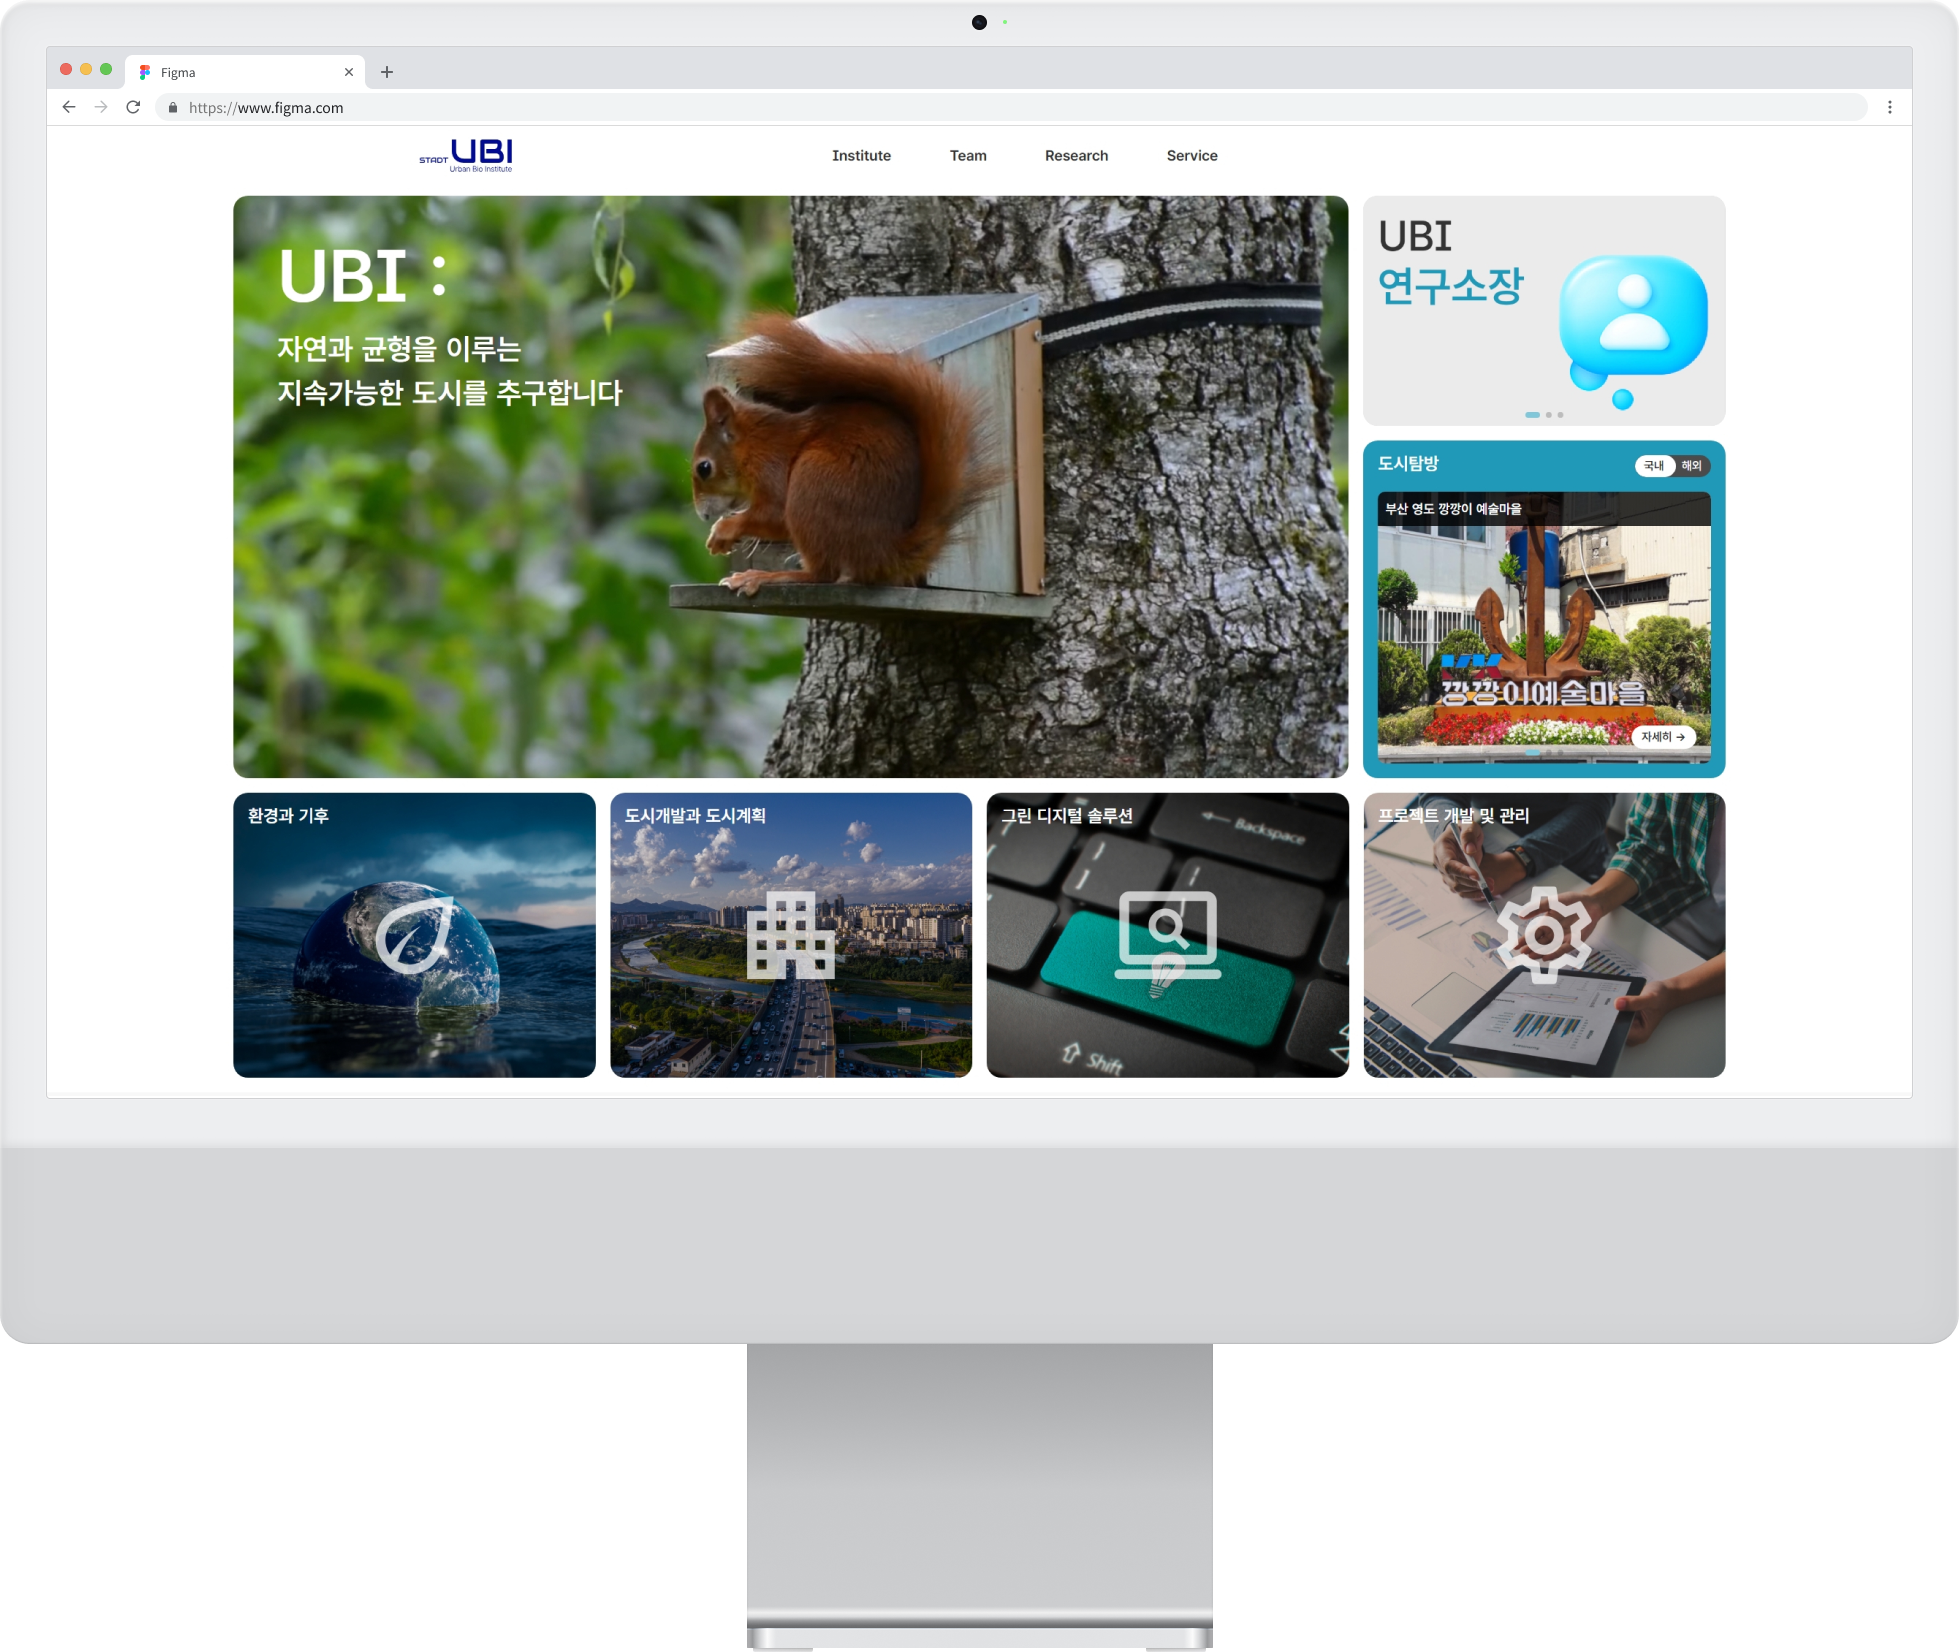 Figma
https://www.figma.com
STADT UBI
Urban Bio Institute
Institute
Team
Research
Service
UBI :
자연과 균형을 이루는
지속가능한 도시를 추구합니다
UBI
연구소장
도시탐방
국내
해외
부산 영도 깡깡이 예술마을
깡깡이예술마을
자세히 →
환경과 기후
도시개발과 도시계획
그린 디지털 솔루션
Backspace
Shift
프로젝트 개발 및 관리